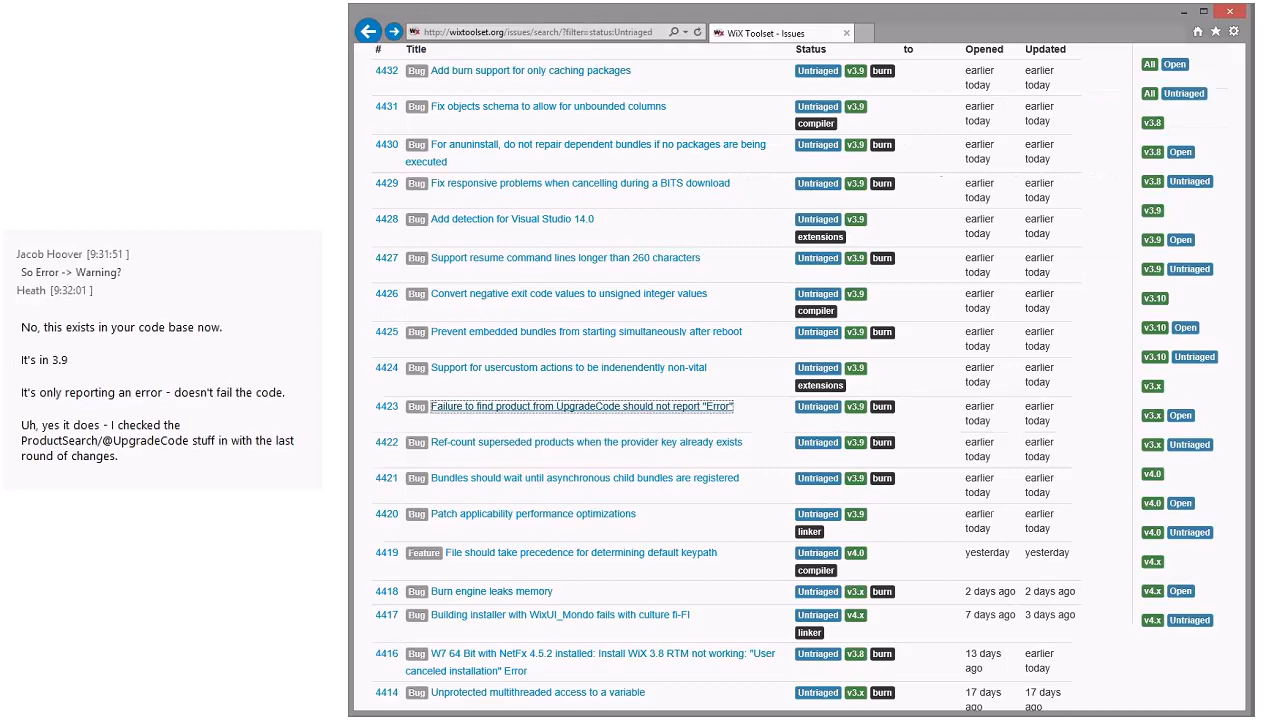 Jacob Hoover [9:31:51 ]
So Error -> Warning?
Heath [9:32:01 ]
No, this exists in your code base now.
It's in 3.9
It's only reporting an error - doesn't fail the code.
Uh, yes it does - I checked the
ProductSearch/@UpgradeCode stuff in with the last
round of changes.
http://wixtoolset.org/issues/search/?filter=status:Untriaged
WiX Toolset - Issues
# Title Status to Opened Updated
4432 Bug Add burn support for only caching packages Untriaged v3.9 burn earlier today earlier today
4431 Bug Fix objects schema to allow for unbounded columns Untriaged v3.9 compiler earlier today earlier today
4430 Bug For anuninstall, do not repair dependent bundles if no packages are being
executed Untriaged v3.9 burn earlier today earlier today
4429 Bug Fix responsive problems when cancelling during a BITS download Untriaged v3.9 burn earlier today earlier today
4428 Bug Add detection for Visual Studio 14.0 Untriaged v3.9 extensions earlier today earlier today
4427 Bug Support resume command lines longer than 260 characters Untriaged v3.9 burn earlier today earlier today
4426 Bug Convert negative exit code values to unsigned integer values Untriaged v3.9 compiler earlier today earlier today
4425 Bug Prevent embedded bundles from starting simultaneously after reboot Untriaged v3.9 burn earlier today earlier today
4424 Bug Support for usercustom actions to be indenendently non-vital Untriaged v3.9 extensions earlier today earlier today
4423 Bug Failure to find product from UpgradeCode should not report "Error" Untriaged v3.9 burn earlier today earlier today
4422 Bug Ref-count superseded products when the provider key already exists Untriaged v3.9 burn earlier today earlier today
4421 Bug Bundles should wait until asynchronous child bundles are registered Untriaged v3.9 burn earlier today earlier today
4420 Bug Patch applicability performance optimizations Untriaged v3.9 linker earlier today earlier today
4419 Feature File should take precedence for determining default keypath Untriaged v4.0 compiler yesterday yesterday
4418 Bug Burn engine leaks memory Untriaged v3.x burn 2 days ago 2 days ago
4417 Bug Building installer with WixUI_Mondo fails with culture fi-FI Untriaged v4.x linker 7 days ago 3 days ago
4416 Bug W7 64 Bit with NetFx 4.5.2 installed: Install WiX 3.8 RTM not working: "User
canceled installation" Error Untriaged v3.8 burn 13 days ago earlier today
4414 Bug Unprotected multithreaded access to a variable Untriaged v3.x burn 17 days ago 17 days ago
All Open
All Untriaged
v3.8
v3.8 Open
v3.8 Untriaged
v3.9
v3.9 Open
v3.9 Untriaged
v3.10
v3.10 Open
v3.10 Untriaged
v3.x
v3.x Open
v3.x Untriaged
v4.0
v4.0 Open
v4.0 Untriaged
v4.x
v4.x Open
v4.x Untriaged